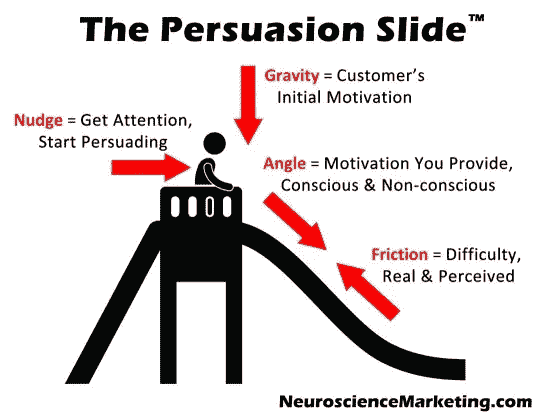 The Persuasion Slide™
Gravity = Customer's
Initial Motivation
Nudge = Get Attention,
Start Persuading
Angle = Motivation You Provide,
Conscious & Non-conscious
Friction = Difficulty,
Real & Perceived
NeuroscienceMarketing.com